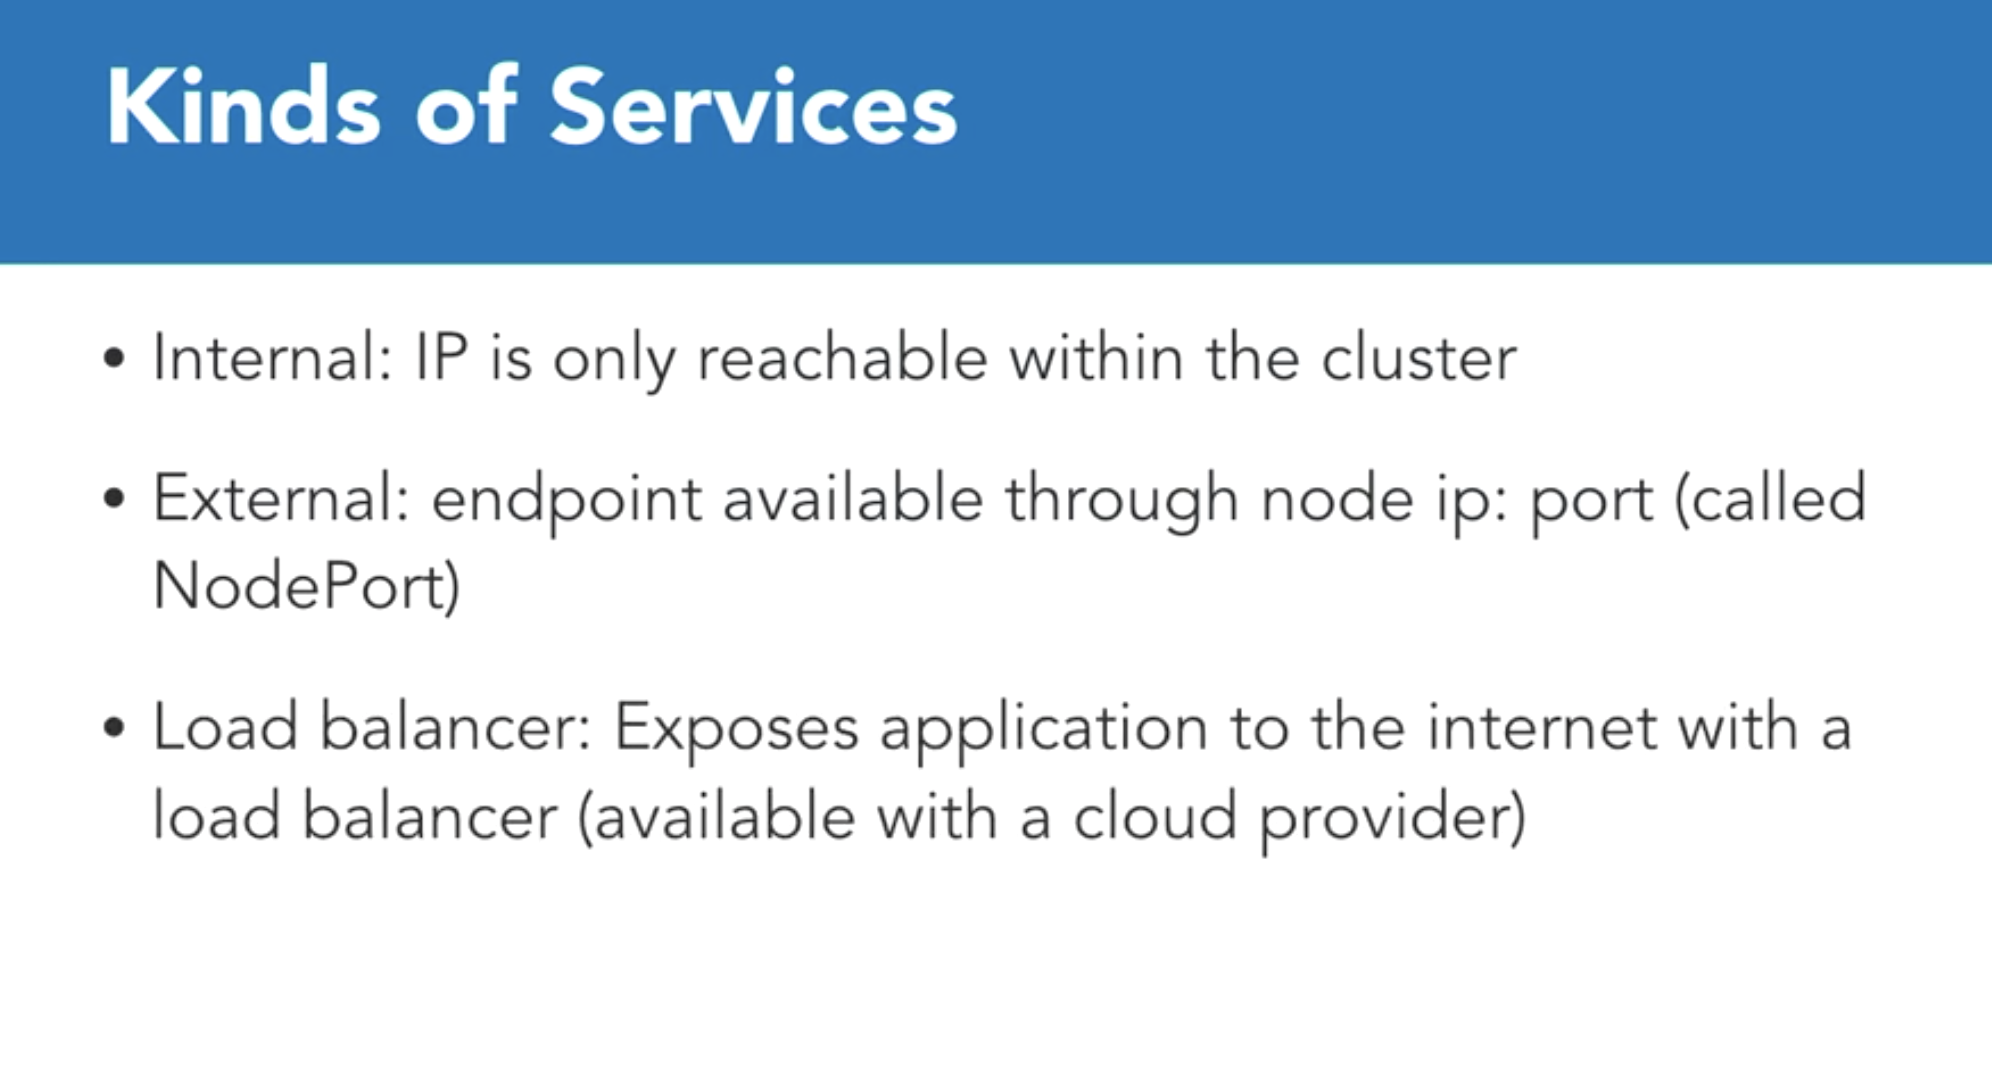 Kinds of Services
• Internal: IP is only reachable within the cluster
• External: endpoint available through node ip: port (called
NodePort)
• Load balancer: Exposes application to the internet with a
load balancer (available with a cloud provider)